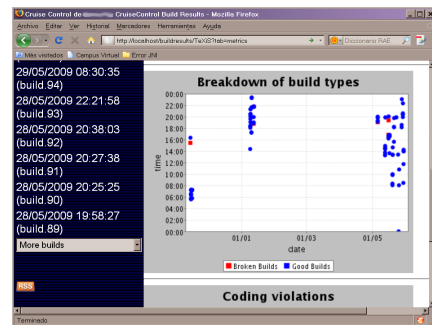 Cruise Control de CruiseControl Build Results - Mozilla Firefox
Archivo Editar Ver Historial Marcadores Herramientas Ayuda
http://localhost/buildresults/TeXiS?tab=metrics
Diccionario RAE
Más visitados Campus Virtual Error JNI
29/05/2009 08:30:35
(build.94)
28/05/2009 22:21:58
(build.93)
28/05/2009 20:38:03
(build.92)
28/05/2009 20:27:38
(build.91)
28/05/2009 20:25:25
(build.90)
28/05/2009 19:58:27
(build.89)
More builds
RSS
Breakdown of build types
00:00
22:00
20:00
18:00
16:00
14:00
12:00
10:00
08:00
06:00
04:00
02:00
00:00
time
01/01 01/03 01/05
date
Broken Builds Good Builds
Coding violations
Terminado